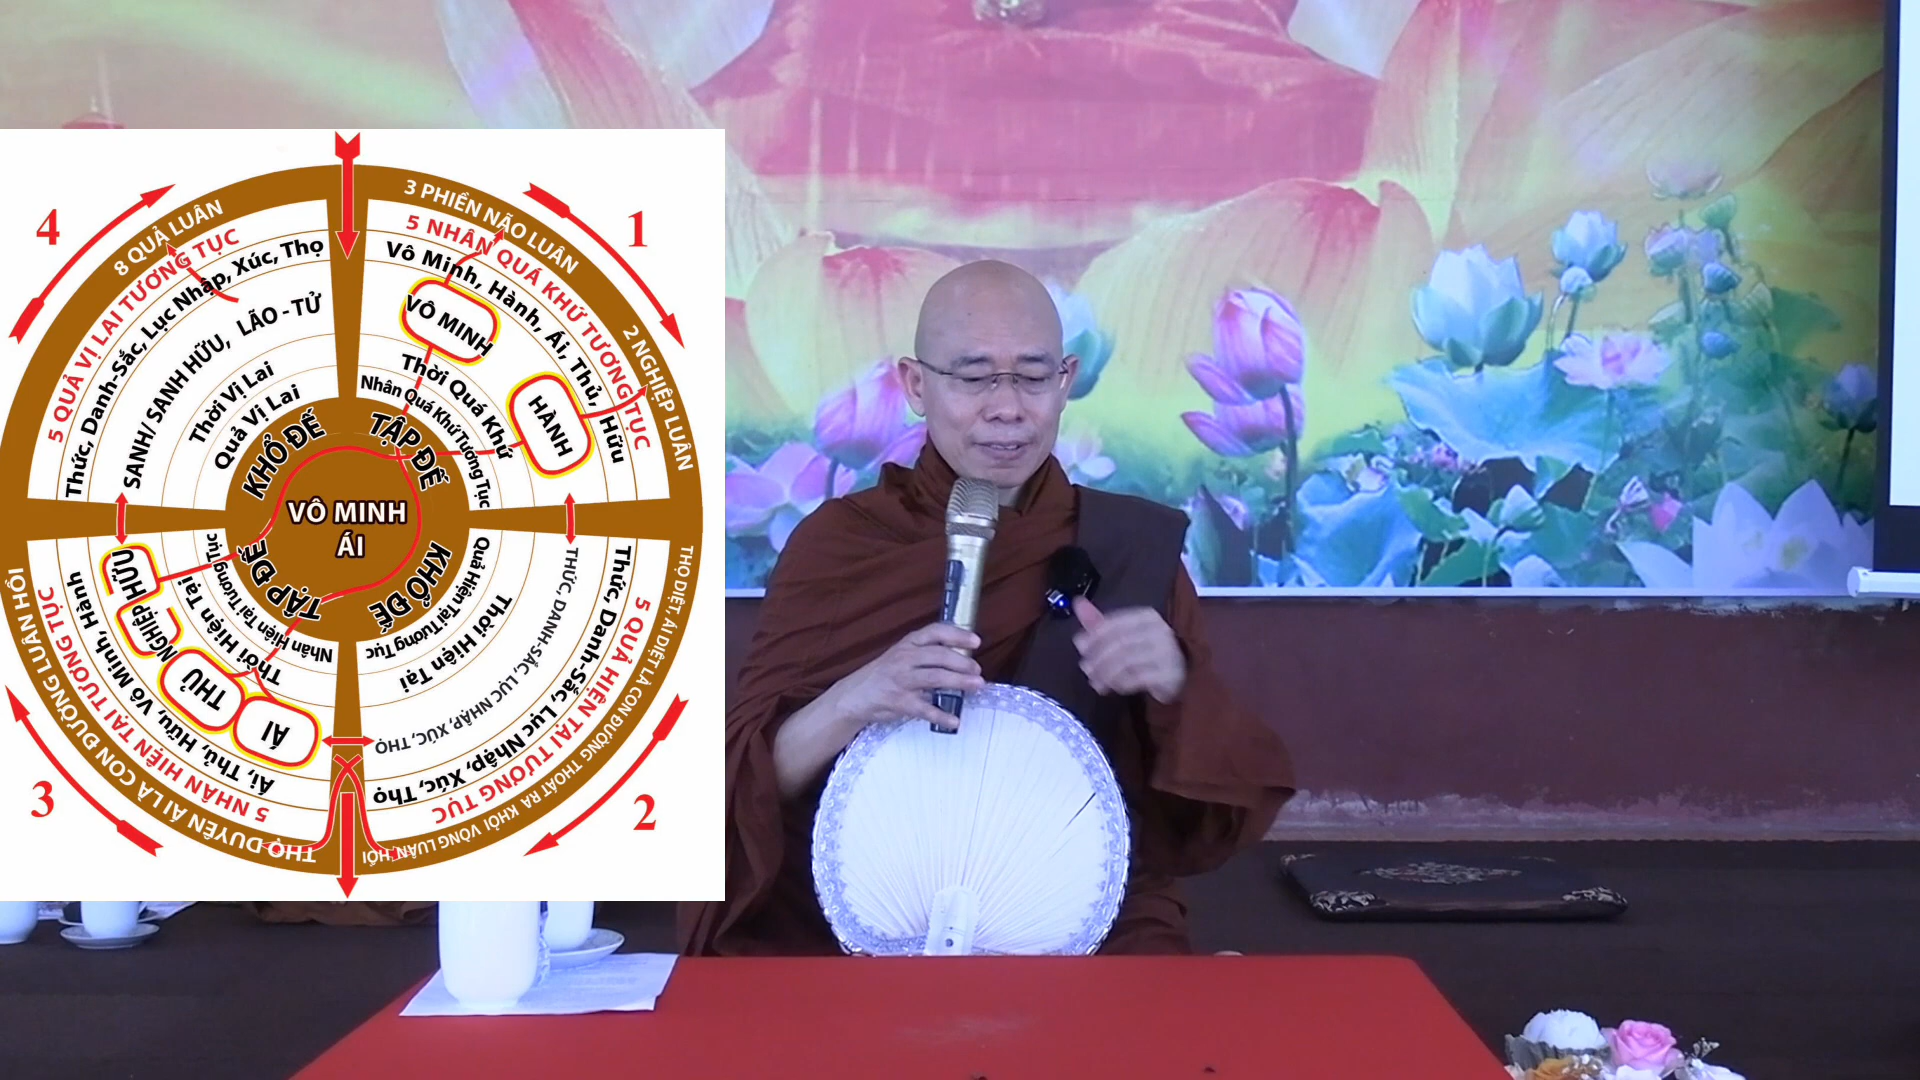 4
1
3
2
8 QUẢ LUÂN
5 QUẢ VỊ LAI TƯƠNG TỤC
Thức, Danh-Sắc, Lục Nhập, Xúc, Thọ
SANH/ SANH HỮU, LÃO - TỬ
Thời Vị Lai
Quả Vị Lai
KHỔ ĐẾ
3 PHIỀN NÃO LUÂN
2 NGHIỆP LUÂN
5 NHÂN QUÁ KHỨ TƯƠNG TỤC
Vô Minh, Hành, Ái, Thủ, Hữu
VÔ MINH
HÀNH
Thời Quá Khứ
Nhân Quá Khứ Tương Tục
TẬP ĐẾ
VÔ MINH
ÁI
KHỔ ĐẾ
Quả Hiện Tại Tương Tục
Thời Hiện Tại
THỨC, DANH-SẮC, LỤC NHẬP, XÚC, THỌ
Thức, Danh-Sắc, Lục Nhập, Xúc, Thọ
5 QUẢ HIỆN TẠI TƯƠNG TỤC
THỌ DIỆT, ÁI DIỆT LÀ CON ĐƯỜNG THOÁT RA KHỎI VÒNG LUÂN HỒI
TẬP ĐẾ
Nhân Hiện Tại Tương Tục
Thời Hiện Tại
ÁI
THỦ
NGHIỆP HỮU
Ái, Thủ, Hữu, Vô Minh, Hành
5 NHÂN HIỆN TẠI TƯƠNG TỤC
THỌ DUYÊN ÁI LÀ CON ĐƯỜNG LUÂN HỒI